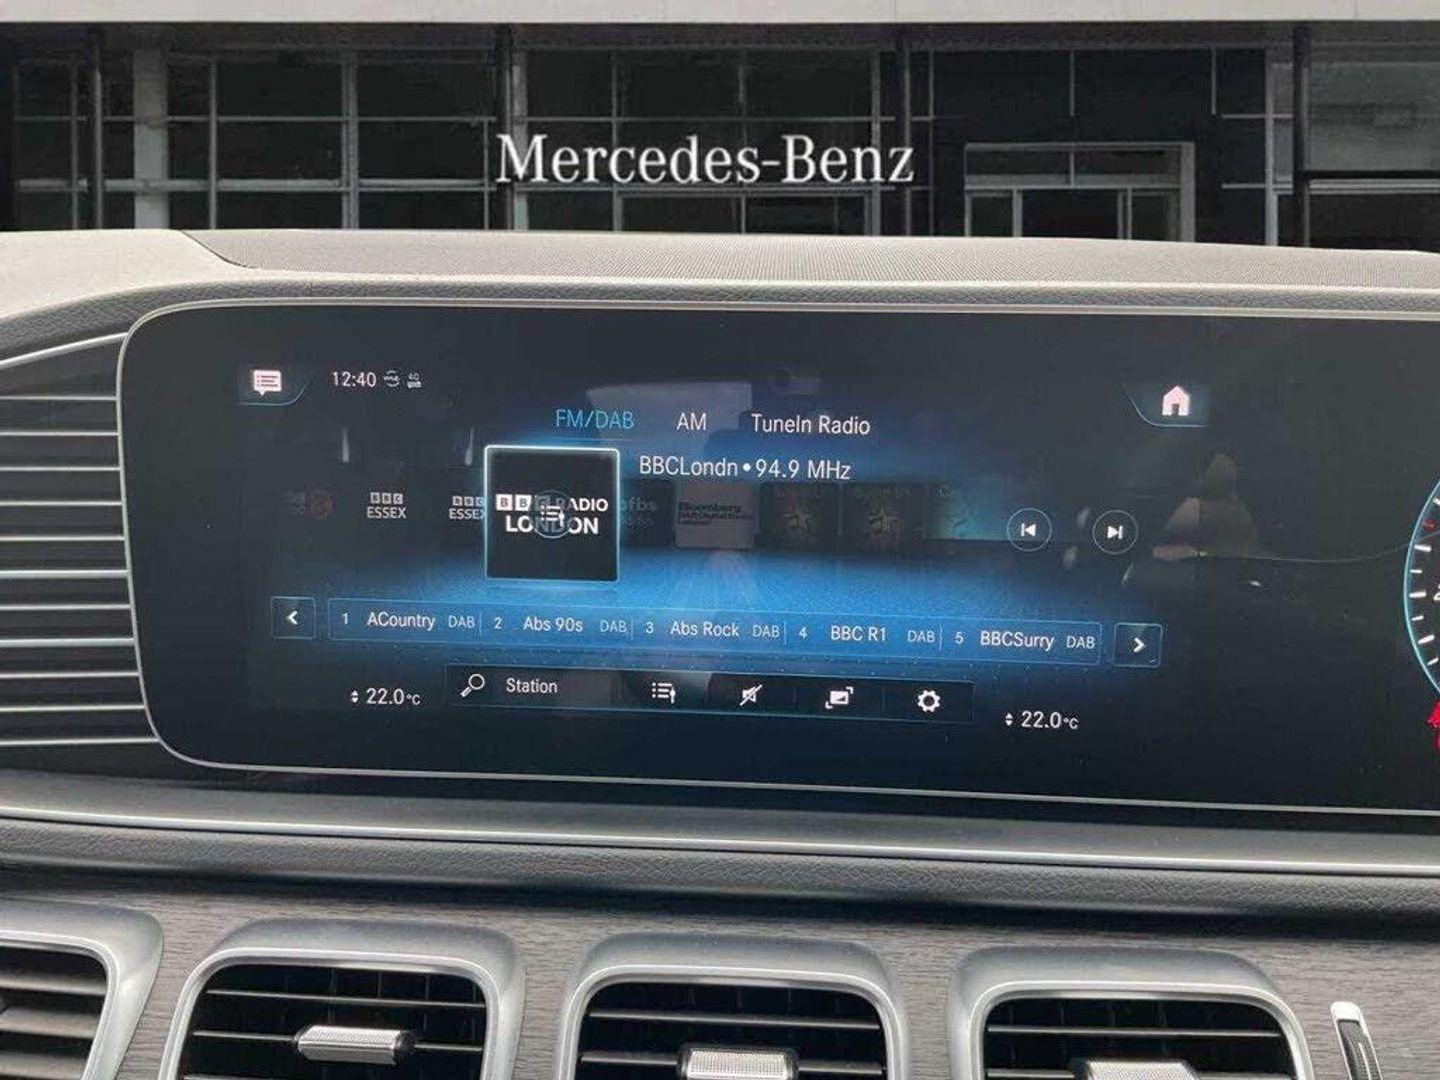 Mercedes-Benz
12:40
FM/DAB AM TuneIn Radio
BBCLondn • 94.9 MHz
BBC ESSEX
BBC ESSEX
BBC RADIO LONDON
Bloomberg
1 ACountry DAB 2 Abs 90s DAB 3 Abs Rock DAB 4 BBC R1 DAB 5 BBCSurry DAB
22.0°C Station 22.0°C